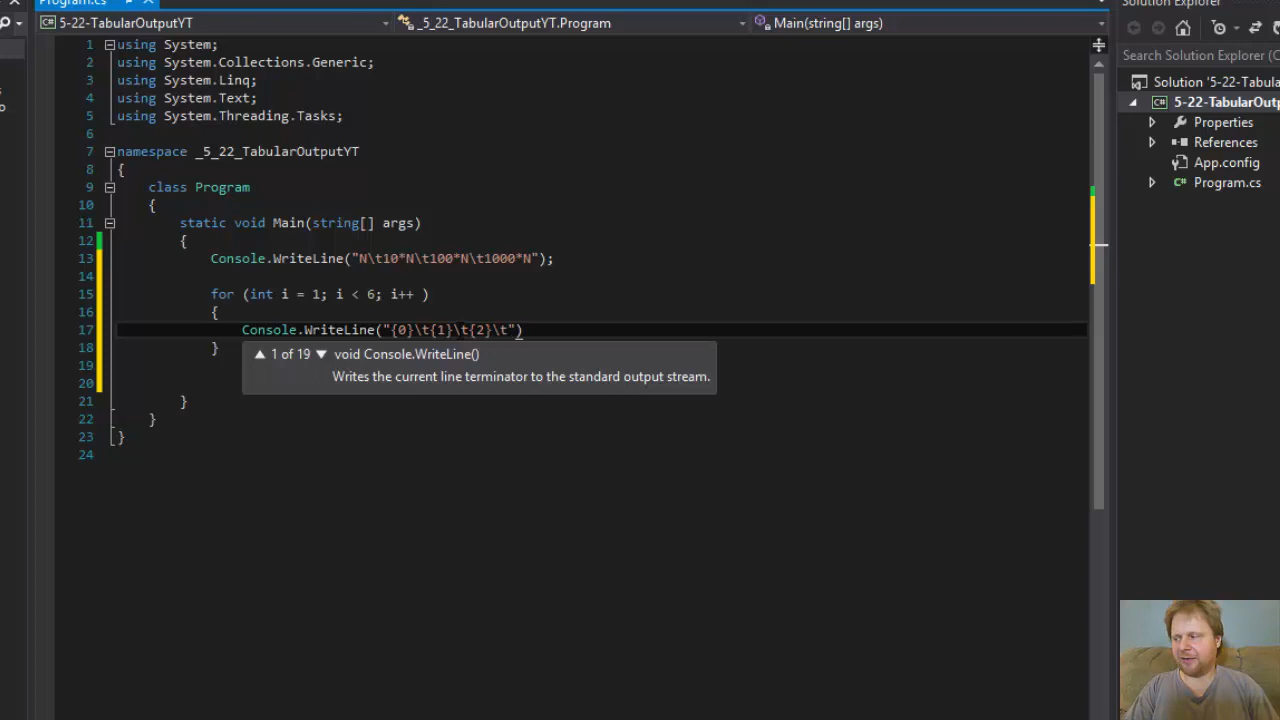 Program.cs
Solution Explorer
5-22-TabularOutputYT _5_22_TabularOutputYT.Program Main(string[] args)
Search Solution Explorer (C
Solution '5-22-Tabula
5-22-TabularOutp
Properties
References
App.config
Program.cs
1 using System;
2 using System.Collections.Generic;
3 using System.Linq;
4 using System.Text;
5 using System.Threading.Tasks;
6
7 namespace _5_22_TabularOutputYT
8 {
9 class Program
10 {
11 static void Main(string[] args)
12 {
13 Console.WriteLine("N\t10*N\t100*N\t1000*N");
14
15 for (int i = 1; i < 6; i++ )
16 {
17 Console.WriteLine("{0}\t{1}\t{2}\t")
18 }
1 of 19 void Console.WriteLine()
19
Writes the current line terminator to the standard output stream.
20
21 }
22 }
23 }
24